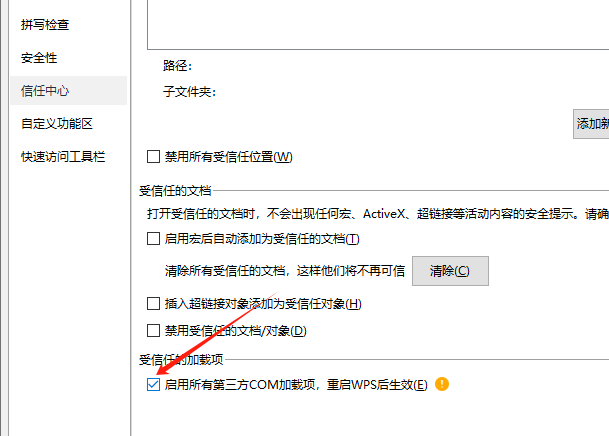 拼写检查
安全性
信任中心
自定义功能区
快速访问工具栏
路径：
子文件夹：
添加新
禁用所有受信任位置(W)
受信任的文档
打开受信任的文档时，不会出现任何宏、ActiveX、超链接等活动内容的安全提示。请确
启用宏后自动添加为受信任的文档(T)
清除所有受信任的文档，这样他们将不再可信 清除(C)
插入超链接对象添加为受信任对象(H)
禁用受信任的文档/对象(D)
受信任的加载项
启用所有第三方COM加载项，重启WPS后生效(E)